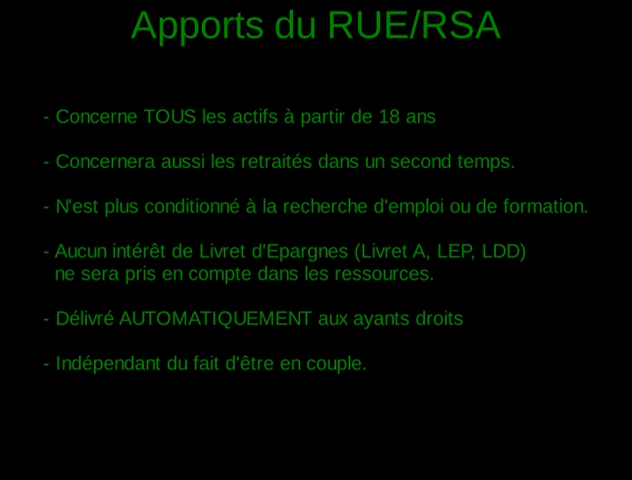 Apports du RUE/RSA
- Concerne TOUS les actifs à partir de 18 ans
- Concernera aussi les retraités dans un second temps.
- N'est plus conditionné à la recherche d'emploi ou de formation.
- Aucun intérêt de Livret d'Epargnes (Livret A, LEP, LDD)
ne sera pris en compte dans les ressources.
- Délivré AUTOMATIQUEMENT aux ayants droits
- Indépendant du fait d'être en couple.